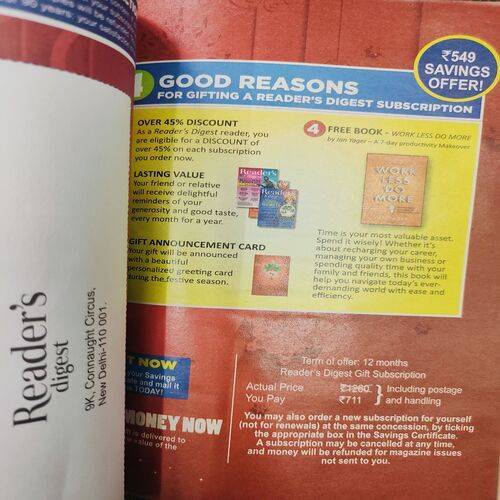 90 years. your satisfaction
Reader's
digest
9K, Connaught Circus,
New Delhi-110 001.
₹549
SAVINGS
OFFER!
4 GOOD REASONS
FOR GIFTING A READER'S DIGEST SUBSCRIPTION
OVER 45% DISCOUNT
As a Reader's Digest reader, you
are eligible for a DISCOUNT of
over 45% on each subscription
you order now.
LASTING VALUE
Your friend or relative
will receive delightful
reminders of your
generosity and good taste,
every month for a year.
GIFT ANNOUNCEMENT CARD
Your gift will be announced
with a beautiful
personalized greeting card
during the festive season.
4 FREE BOOK - WORK LESS DO MORE
by Jan Yager - A 7-day productivity Makeover
Reader's
WORK
LESS
DO
MORE
Time is your most valuable asset.
Spend it wisely! Whether it's
about recharging your career,
managing your own business or
spending quality time with your
family and friends, this book will
help you navigate today's ever-
demanding world with ease and
efficiency.
T NOW
Savings
and mail it
TODAY!
MONEY NOW
is delivered to
value of the
Term of offer: 12 months
Reader's Digest Gift Subscription
Actual Price ₹1260 } Including postage
You Pay ₹711 and handling
You may also order a new subscription for yourself
(not for renewals) at the same concession, by ticking
the appropriate box in the Savings Certificate.
A subscription may be cancelled at any time,
and money will be refunded for magazine issues
not sent to you.